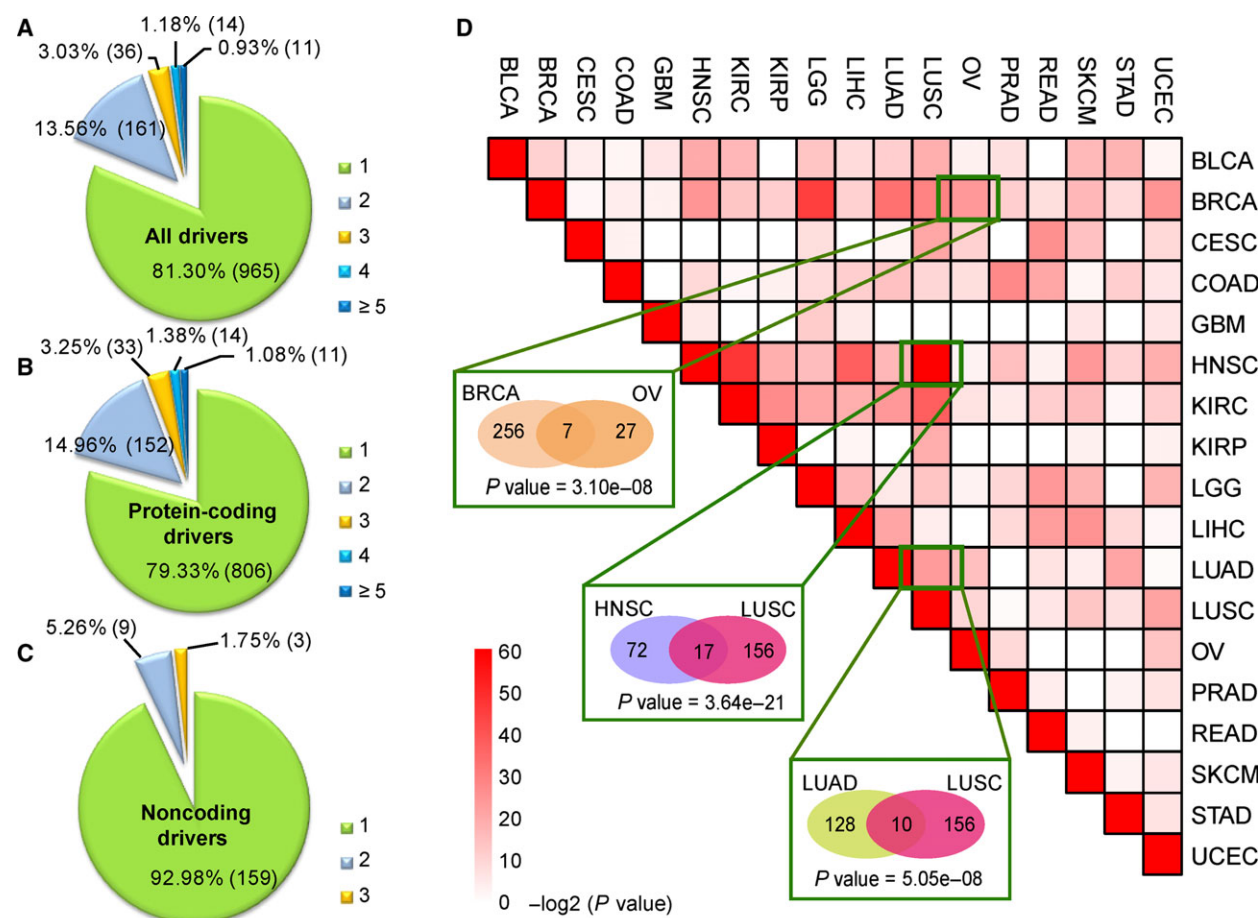 A
1.18% (14)
3.03% (36)
0.93% (11)
13.56% (161)
1
2
3
4
≥ 5
All drivers
81.30% (965)
B
1.38% (14)
3.25% (33)
1.08% (11)
14.96% (152)
1
2
3
4
≥ 5
Protein-coding
drivers
79.33% (806)
C
5.26% (9)
1.75% (3)
Noncoding
drivers
92.98% (159)
1
2
3
D
BLCA
BRCA
CESC
COAD
GBM
HNSC
KIRC
KIRP
LGG
LIHC
LUAD
LUSC
OV
PRAD
READ
SKCM
STAD
UCEC
BLCA
BRCA
CESC
COAD
GBM
HNSC
KIRC
KIRP
LGG
LIHC
LUAD
LUSC
OV
PRAD
READ
SKCM
STAD
UCEC
BRCA OV
256 7 27
P value = 3.10e–08
HNSC LUSC
72 17 156
P value = 3.64e–21
LUAD LUSC
128 10 156
P value = 5.05e–08
60
50
40
30
20
10
0 –log2 (P value)